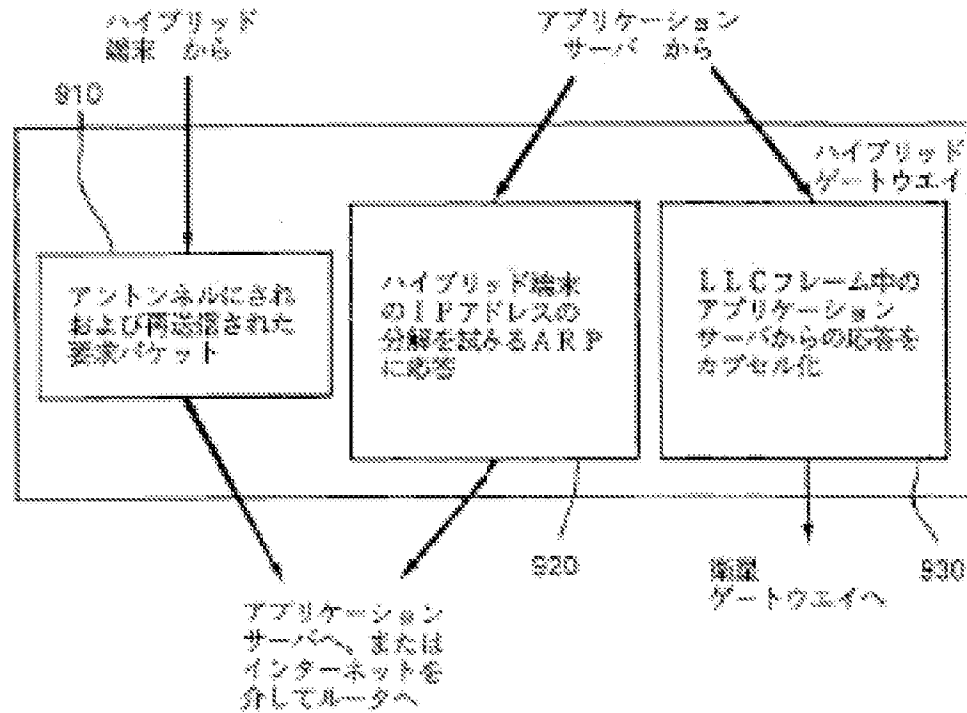 ハイブリッド
端末 から
アプリケーション
サーバ から
910
ハイブリッド
ゲートウエイ
アントンネルにされ
および再送信された
要求パケット
ハイブリッド端末
のIPアドレスの
分解を試みるARP
に応答
LLCフレーム中の
アプリケーション
サーバからの応答を
カプセル化
920
930
衛星
ゲートウエイへ
アプリケーション
サーバへ、または
インターネットを
介してルータへ